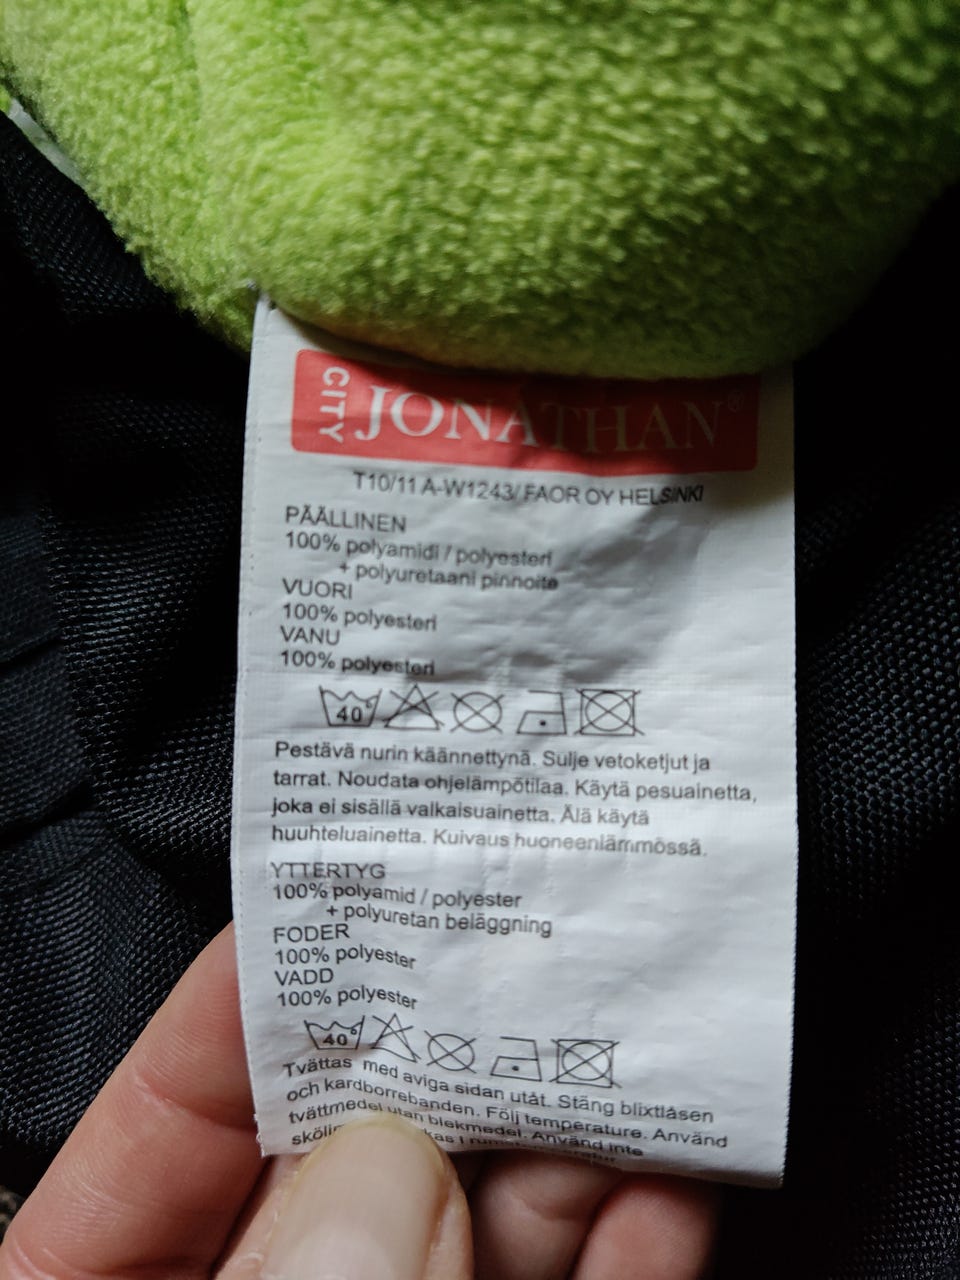 CITY JONATHAN®
T10/11 A-W1243/ FAOR OY HELSINKI
PÄÄLLINEN
100% polyamidi / polyesteri
+ polyuretaani pinnoite
VUORI
100% polyesteri
VANU
100% polyesteri
40°
Pestävä nurin käännettynä. Sulje vetoketjut ja
tarrat. Noudata ohjelämpötilaa. Käytä pesuainetta,
joka ei sisällä valkaisuainetta. Älä käytä
huuhteluainetta. Kuivaus huoneenlämmössä.
YTTERTYG
100% polyamid / polyester
+ polyuretan beläggning
FODER
100% polyester
VADD
100% polyester
40°
Tvättas med aviga sidan utåt. Stäng blixtlåsen
och kardborrebanden. Följ temperature. Använd
tvättmedel utan blekmedel. Använd inte